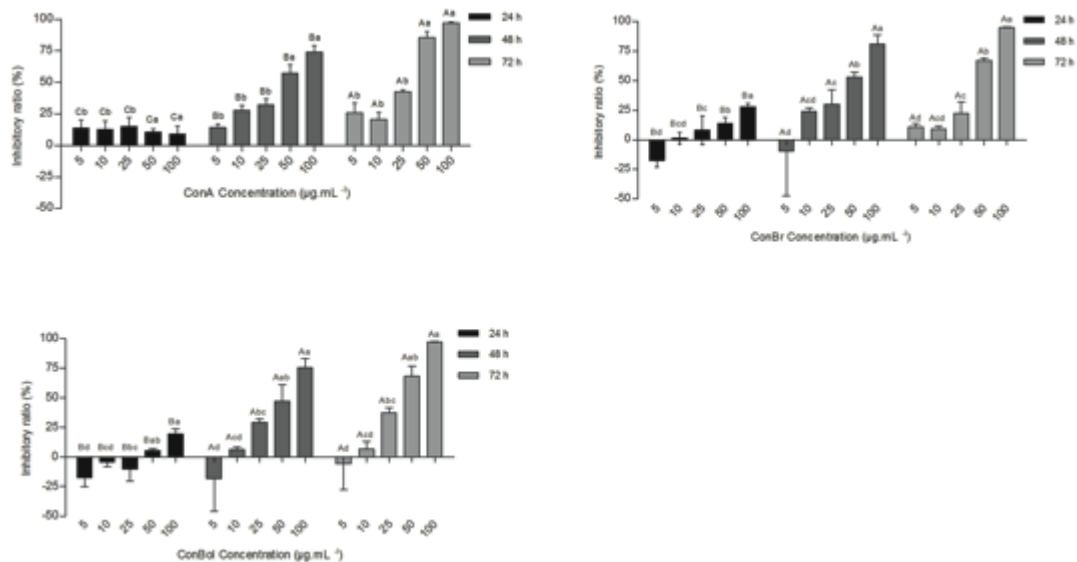 100
75
50
25
0
-25
-50
Inhibitory ratio (%)
Cb Cb Cb Ca Ca Bb Bb Bb Ba Ba Ab Ab Ab Aa Aa
5 10 25 50 100 5 10 25 50 100 5 10 25 50 100
ConA Concentration (µg.mL -1)
24 h
48 h
72 h
100
75
50
25
0
-25
-50
Inhibitory ratio (%)
Bd Bcd Bc Bb Ba Ad Acd Ac Ab Aa Ad Acd Ac Ab Aa
5 10 25 50 100 5 10 25 50 100 5 10 25 50 100
ConBr Concentration (µg.mL -1)
24 h
48 h
72 h
100
75
50
25
0
-25
-50
Inhibitory ratio (%)
Bd Bcd Bbc Bab Ba Ad Acd Abc Aab Aa Ad Acd Abc Aab Aa
5 10 25 50 100 5 10 25 50 100 5 10 25 50 100
ConBol Concentration (µg.mL -1)
24 h
48 h
72 h